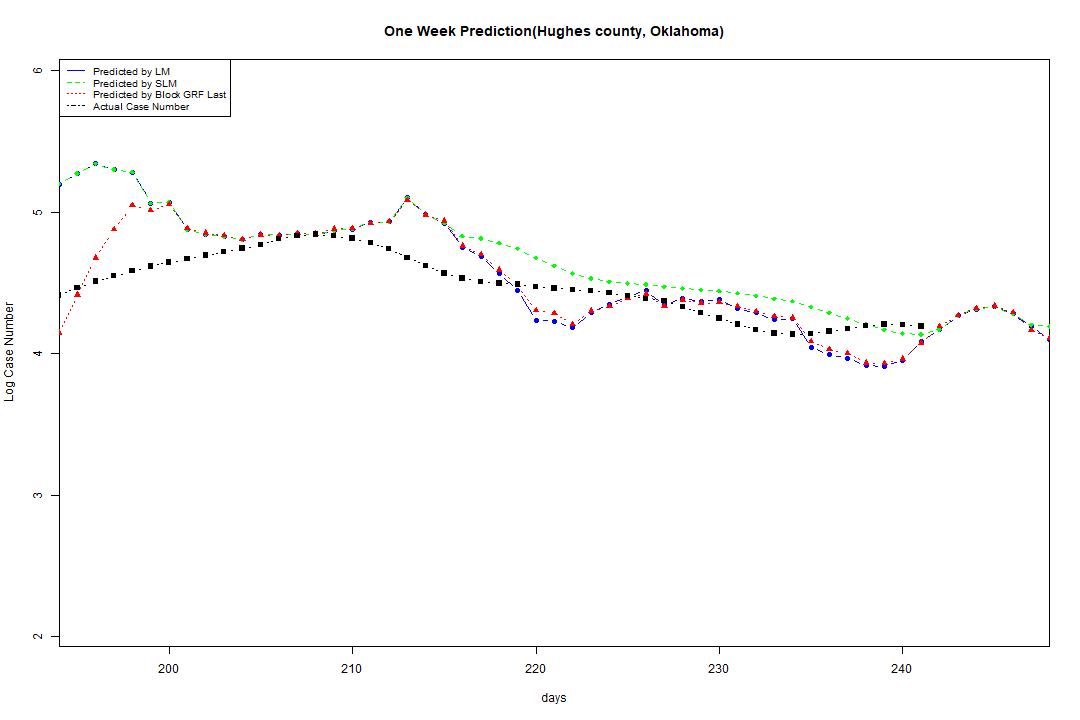 One Week Prediction(Hughes county, Oklahoma)
6
5
4
3
2
Log Case Number
Predicted by LM
Predicted by SLM
Predicted by Block GRF Last
Actual Case Number
200
210
220
230
240
days